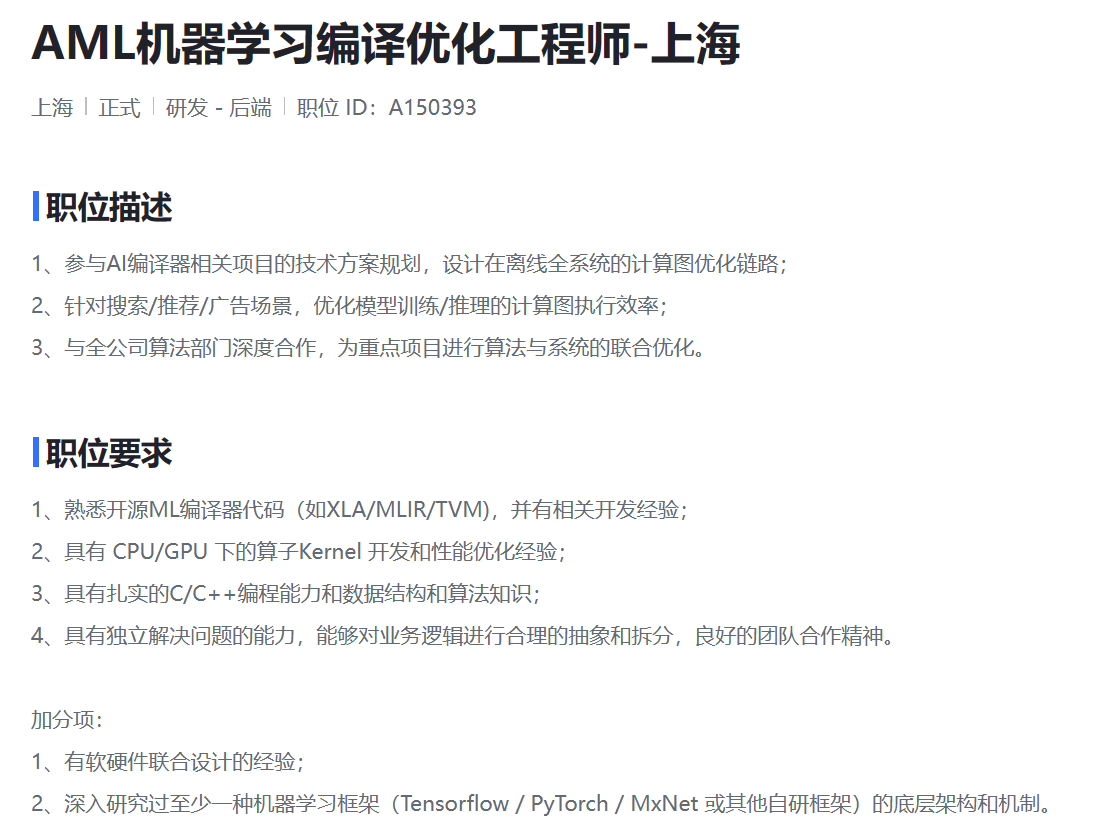 AML机器学习编译优化工程师-上海
上海 | 正式 | 研发 - 后端 | 职位 ID：A150393
职位描述
1、参与AI编译器相关项目的技术方案规划，设计在离线全系统的计算图优化链路；
2、针对搜索/推荐/广告场景，优化模型训练/推理的计算图执行效率；
3、与全公司算法部门深度合作，为重点项目进行算法与系统的联合优化。
职位要求
1、熟悉开源ML编译器代码（如XLA/MLIR/TVM)，并有相关开发经验；
2、具有 CPU/GPU 下的算子Kernel 开发和性能优化经验；
3、具有扎实的C/C++编程能力和数据结构和算法知识；
4、具有独立解决问题的能力，能够对业务逻辑进行合理的抽象和拆分，良好的团队合作精神。
加分项：
1、有软硬件联合设计的经验；
2、深入研究过至少一种机器学习框架（Tensorflow / PyTorch / MxNet 或其他自研框架）的底层架构和机制。